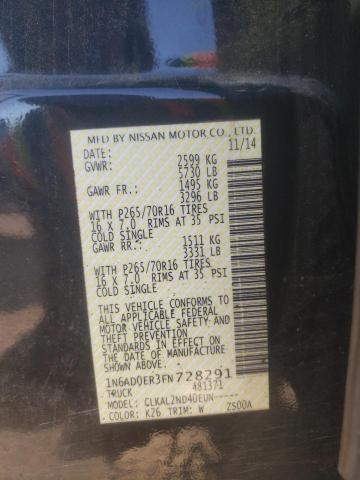 MFD BY NISSAN MOTOR CO., LTD.
DATE: 11/14
GVWR: 2599 KG
5730 LB
GAWR FR: 1495 KG
3296 LB
WITH P265/70R16 TIRES
16 X 7.0 RIMS AT 35 PSI
COLD SINGLE
GAWR RR: 1511 KG
3331 LB
WITH P265/70R16 TIRES
16 X 7.0 RIMS AT 35 PSI
COLD SINGLE
THIS VEHICLE CONFORMS TO
ALL APPLICABLE FEDERAL
MOTOR VEHICLE SAFETY
AND THEFT PREVENTION
STANDARDS IN EFFECT ON
THE DATE OF MANUFACTURE
SHOWN ABOVE.
1N6AD0ER3FN728291
TRUCK 481371
MODEL: GLKAL2ND40EUN-----
COLOR: K26 TRIM: W ZS00A